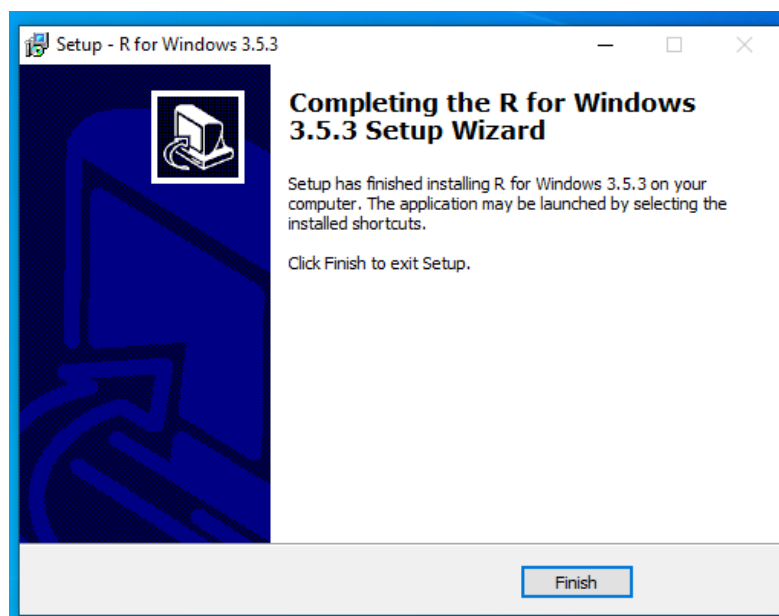 Setup - R for Windows 3.5.3
Completing the R for Windows
3.5.3 Setup Wizard
Setup has finished installing R for Windows 3.5.3 on your
computer. The application may be launched by selecting the
installed shortcuts.
Click Finish to exit Setup.
Finish